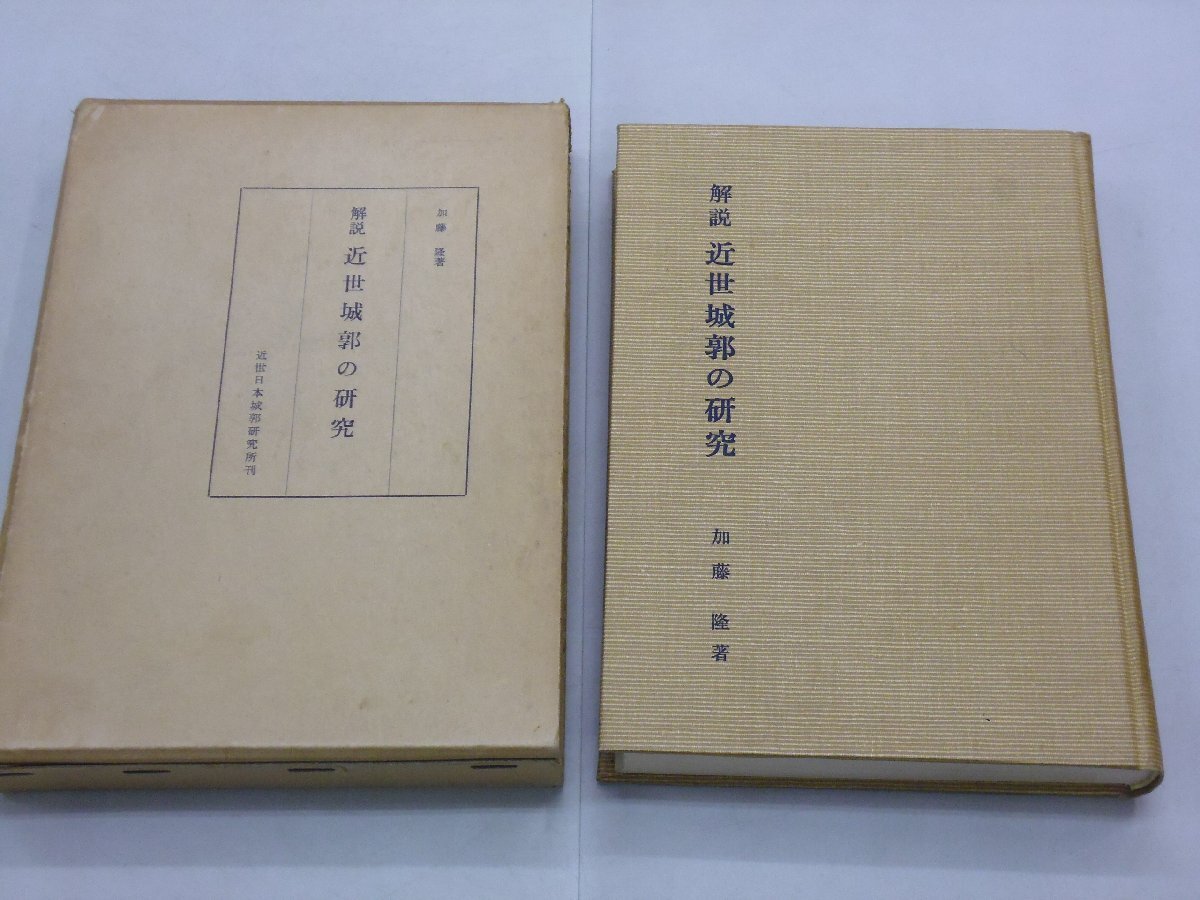 加藤 隆著
解説 近世城郭の研究
近世日本城郭研究所刊
解説 近世城郭の研究
加藤 隆著